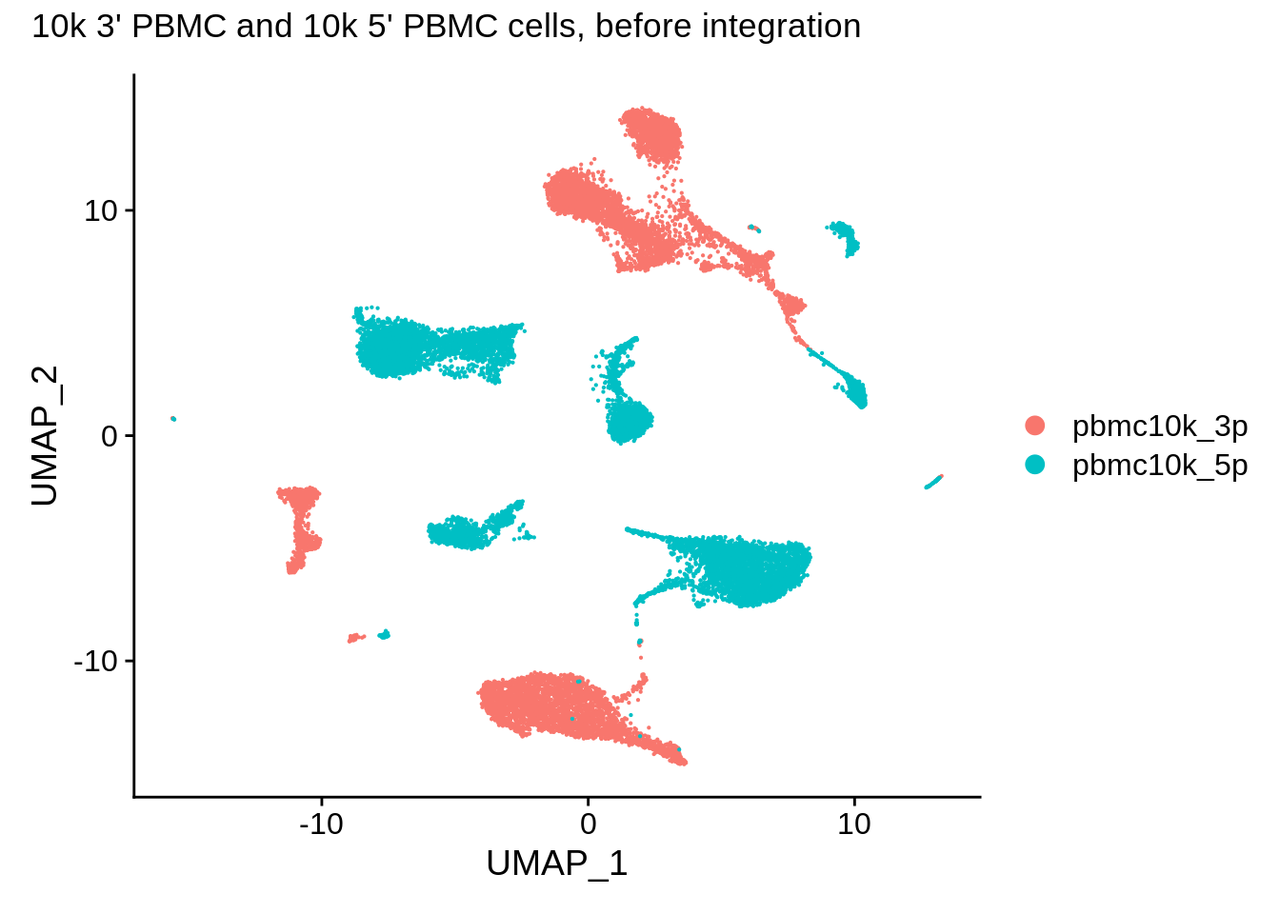 10k 3' PBMC and 10k 5' PBMC cells, before integration
10
0
-10
UMAP_2
-10
0
10
UMAP_1
pbmc10k_3p
pbmc10k_5p